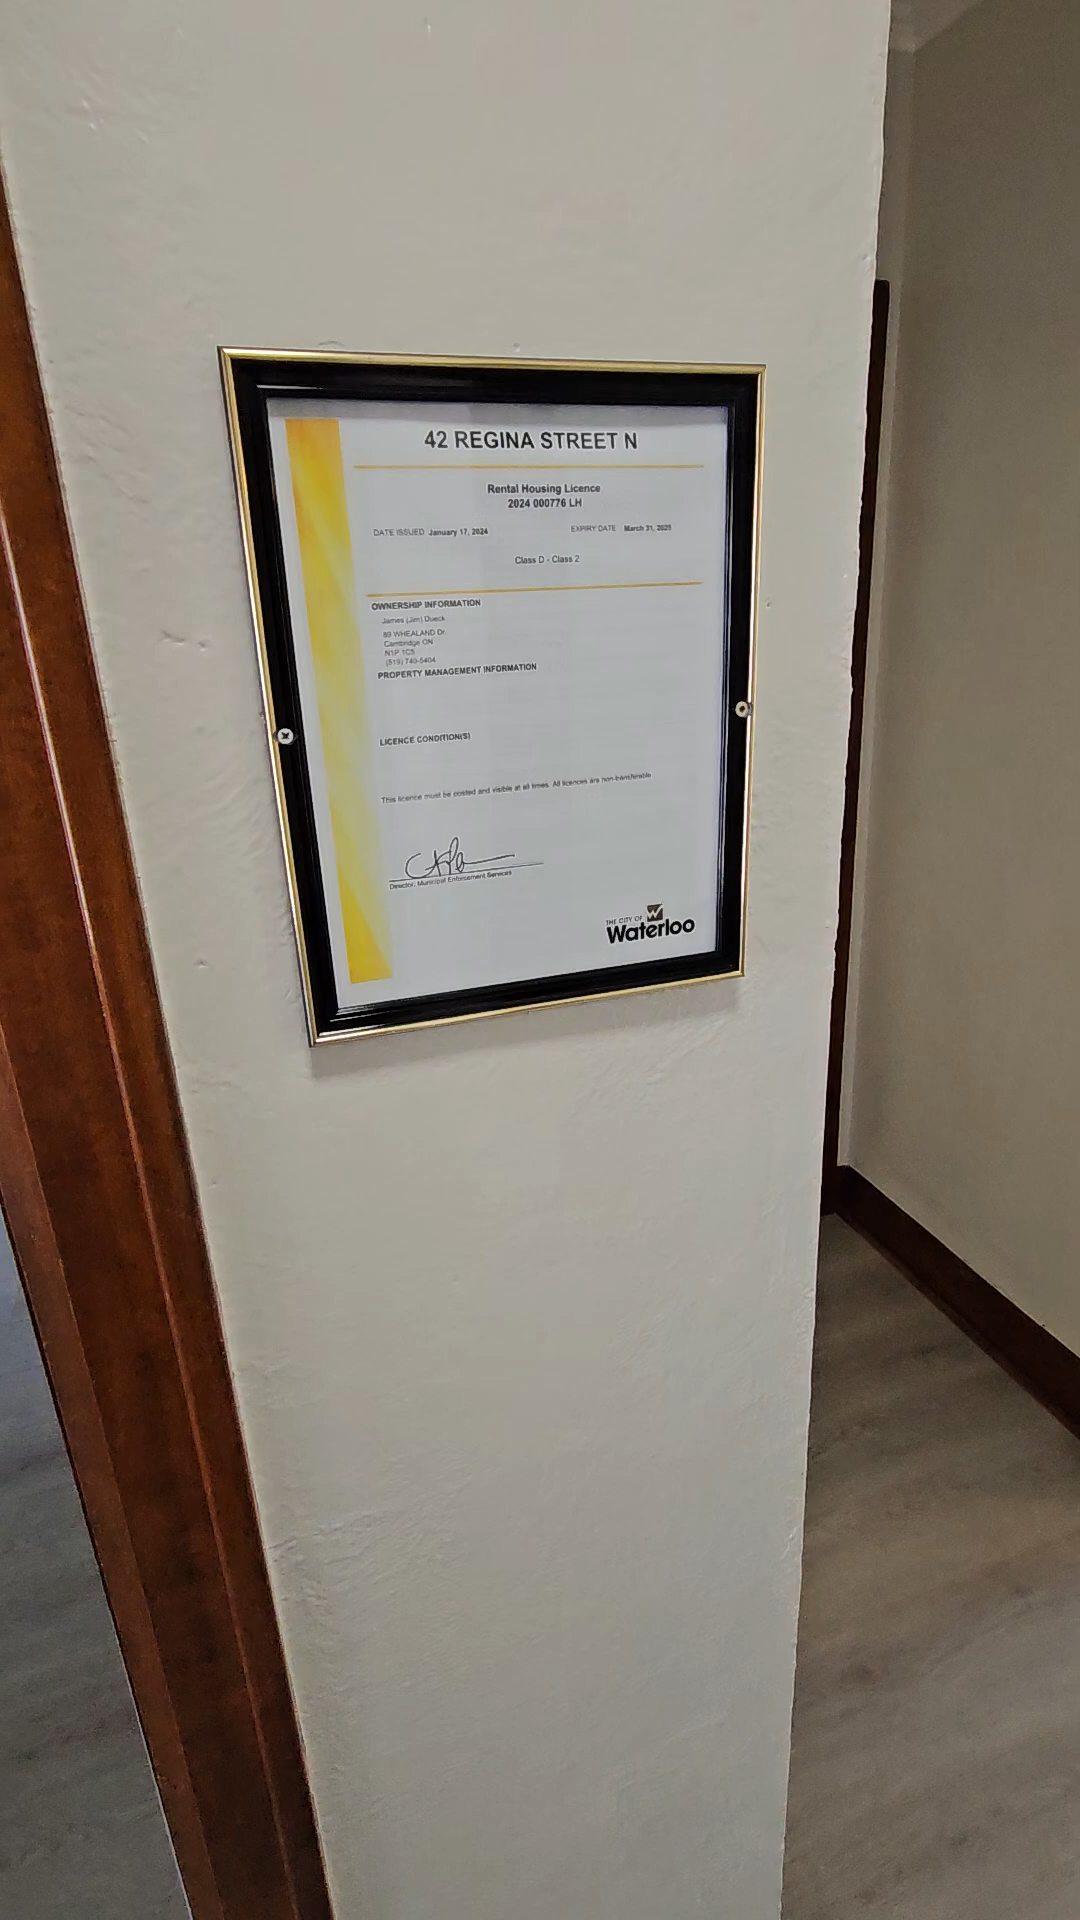 42 REGINA STREET N
Rental Housing Licence
2024 000776 LH
DATE ISSUED January 17, 2024 EXPIRY DATE March 31, 2025
Class D - Class 2
OWNERSHIP INFORMATION
James (Jim) Dueck
89 WHEALAND Dr.
Cambridge ON
N1P 1C5
(519) 740-5404
PROPERTY MANAGEMENT INFORMATION
LICENCE CONDITION(S)
This licence must be posted and visible at all times. All licences are non-transferable
Director, Municipal Enforcement Services
THE CITY OF
Waterloo